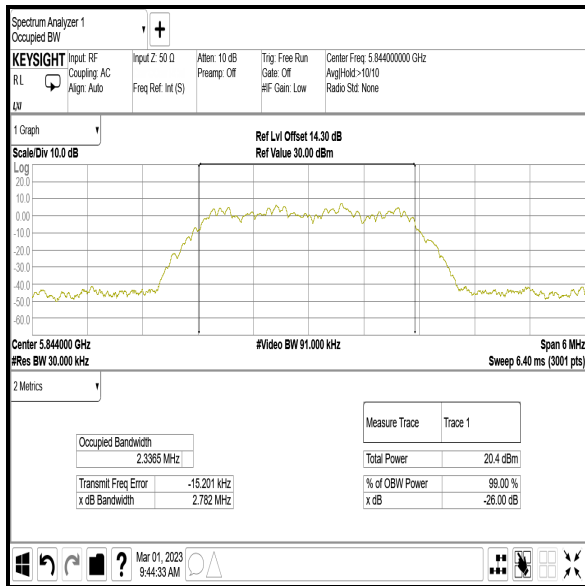 Spectrum Analyzer 1
Occupied BW
KEYSIGHT
RL
LXI
Input: RF
Coupling: AC
Align: Auto
Input Z: 50 Ω
Freq Ref: Int (S)
Atten: 10 dB
Preamp: Off
Trig: Free Run
Gate: Off
#IF Gain: Low
Center Freq: 5.844000000 GHz
Avg|Hold>10/10
Radio Std: None
1 Graph
Scale/Div 10.0 dB
Ref Lvl Offset 14.30 dB
Ref Value 30.00 dBm
Log
20.0
10.0
0.00
-10.0
-20.0
-30.0
-40.0
-50.0
-60.0
Center 5.844000 GHz
#Res BW 30.000 kHz
#Video BW 91.000 kHz
Span 6 MHz
Sweep 6.40 ms (3001 pts)
2 Metrics
Occupied Bandwidth
2.3365 MHz
Transmit Freq Error -15.201 kHz
x dB Bandwidth 2.782 MHz
Measure Trace Trace 1
Total Power 20.4 dBm
% of OBW Power 99.00 %
x dB -26.00 dB
?
Mar 01, 2023
9:44:33 AM